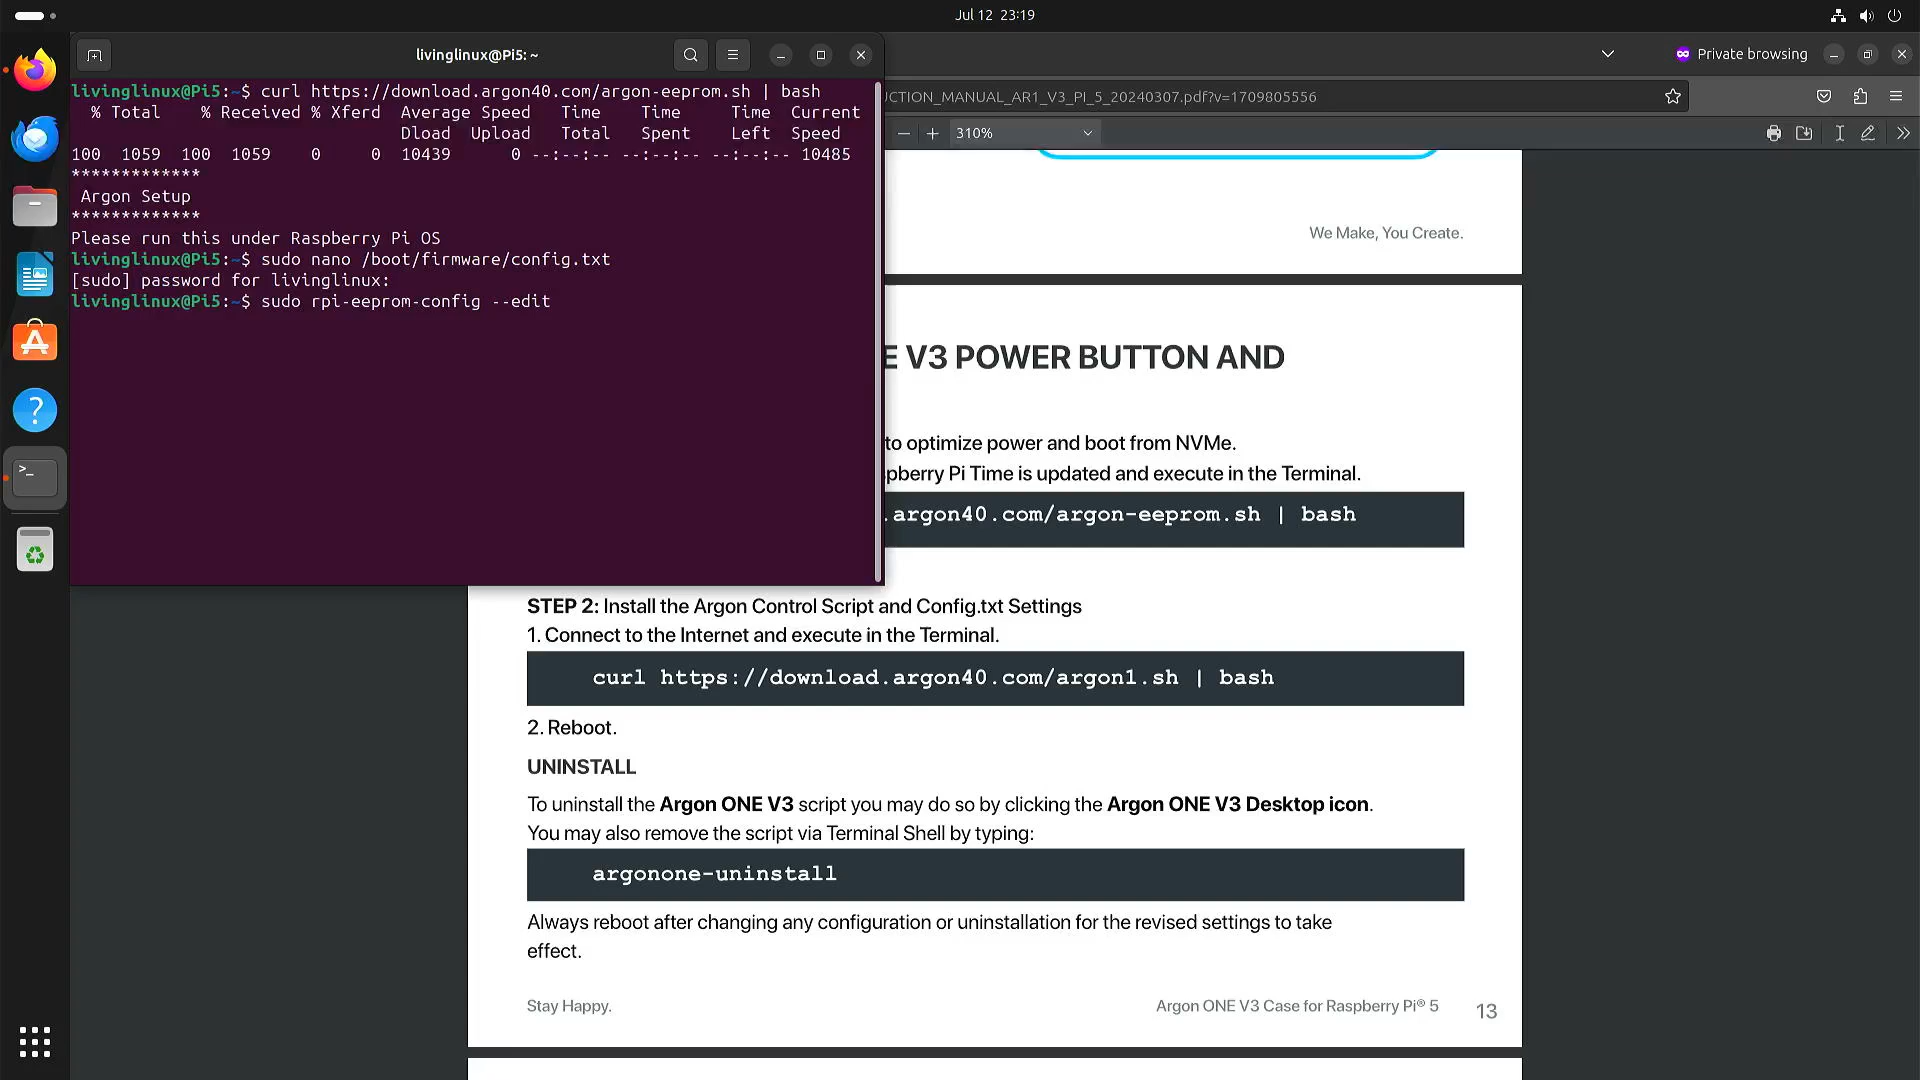 Jul 12 23:19
livinglinux@Pi5: ~
livinglinux@Pi5:~$ curl https://download.argon40.com/argon-eeprom.sh | bash
% Total % Received % Xferd Average Speed Time Time Time Current
Dload Upload Total Spent Left Speed
100 1059 100 1059 0 0 10439 0 --:--:-- --:--:-- --:--:-- 10485
*************
Argon Setup
*************
Please run this under Raspberry Pi OS
livinglinux@Pi5:~$ sudo nano /boot/firmware/config.txt
[sudo] password for livinglinux:
livinglinux@Pi5:~$ sudo rpi-eeprom-config --edit
Private browsing
UCTION_MANUAL_AR1_V3_PI_5_20240307.pdf?v=1709805556
310%
We Make, You Create.
E V3 POWER BUTTON AND
to optimize power and boot from NVMe.
pberry Pi Time is updated and execute in the Terminal.
.argon40.com/argon-eeprom.sh | bash
STEP 2: Install the Argon Control Script and Config.txt Settings
1. Connect to the Internet and execute in the Terminal.
curl https://download.argon40.com/argon1.sh | bash
2. Reboot.
UNINSTALL
To uninstall the Argon ONE V3 script you may do so by clicking the Argon ONE V3 Desktop icon.
You may also remove the script via Terminal Shell by typing:
argonone-uninstall
Always reboot after changing any configuration or uninstallation for the revised settings to take
effect.
Stay Happy.
Argon ONE V3 Case for Raspberry Pi® 5 13